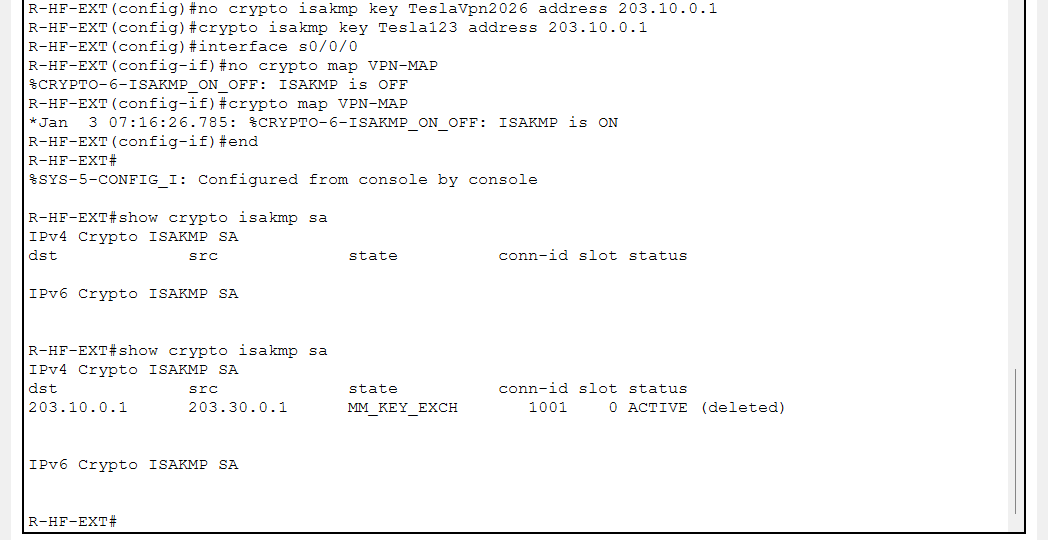 R-HF-EXT(config)#no crypto isakmp key TeslaVpn2026 address 203.10.0.1
R-HF-EXT(config)#crypto isakmp key Tesla123 address 203.10.0.1
R-HF-EXT(config)#interface s0/0/0
R-HF-EXT(config-if)#no crypto map VPN-MAP
%CRYPTO-6-ISAKMP_ON_OFF: ISAKMP is OFF
R-HF-EXT(config-if)#crypto map VPN-MAP
*Jan  3 07:16:26.785: %CRYPTO-6-ISAKMP_ON_OFF: ISAKMP is ON
R-HF-EXT(config-if)#end
R-HF-EXT#
%SYS-5-CONFIG_I: Configured from console by console
R-HF-EXT#show crypto isakmp sa
IPv4 Crypto ISAKMP SA
dst             src             state          conn-id slot status
IPv6 Crypto ISAKMP SA
R-HF-EXT#show crypto isakmp sa
IPv4 Crypto ISAKMP SA
dst             src             state          conn-id slot status
203.10.0.1      203.30.0.1      MM_KEY_EXCH       1001    0 ACTIVE (deleted)
IPv6 Crypto ISAKMP SA
R-HF-EXT#